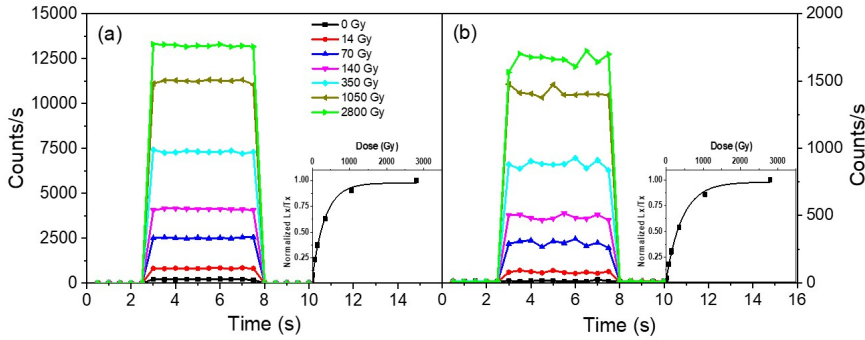 15000
12500
10000
7500
5000
2500
0
Counts/s
(a)
0 Gy
14 Gy
70 Gy
140 Gy
350 Gy
1050 Gy
2800 Gy
Dose (Gy)
0 1000 2000 3000
1.00
0.75
0.50
0.25
Normalized Lx/Tx
0 2 4 6 8 10 12 14
Time (s)
(b)
Dose (Gy)
0 1000 2000 3000
1.00
0.75
0.50
0.25
Normalized Lx/Tx
0 2 4 6 8 10 12 14 16
Time (s)
2000
1500
1000
500
0
Counts/s